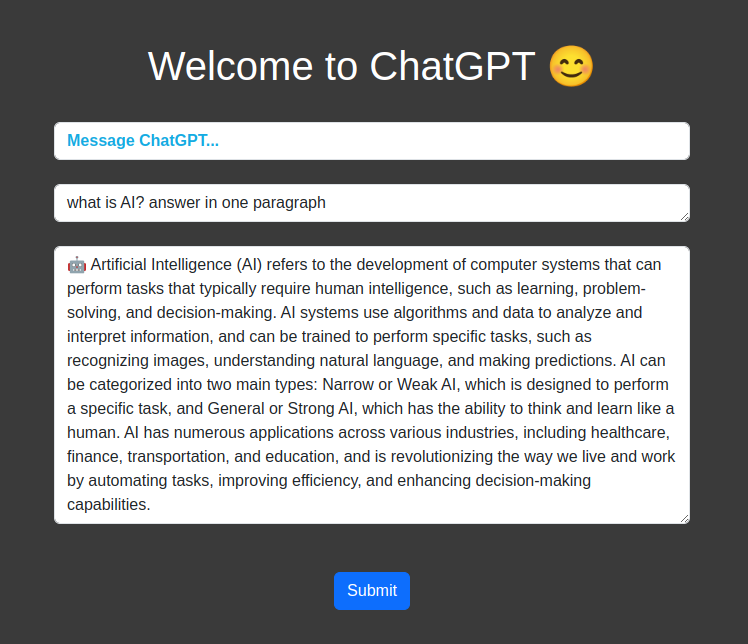 Welcome to ChatGPT 😊
Message ChatGPT...
what is AI? answer in one paragraph
🤖 Artificial Intelligence (AI) refers to the development of computer systems that can
perform tasks that typically require human intelligence, such as learning, problem-
solving, and decision-making. AI systems use algorithms and data to analyze and
interpret information, and can be trained to perform specific tasks, such as
recognizing images, understanding natural language, and making predictions. AI can
be categorized into two main types: Narrow or Weak AI, which is designed to perform
a specific task, and General or Strong AI, which has the ability to think and learn like a
human. AI has numerous applications across various industries, including healthcare,
finance, transportation, and education, and is revolutionizing the way we live and work
by automating tasks, improving efficiency, and enhancing decision-making
capabilities.
Submit